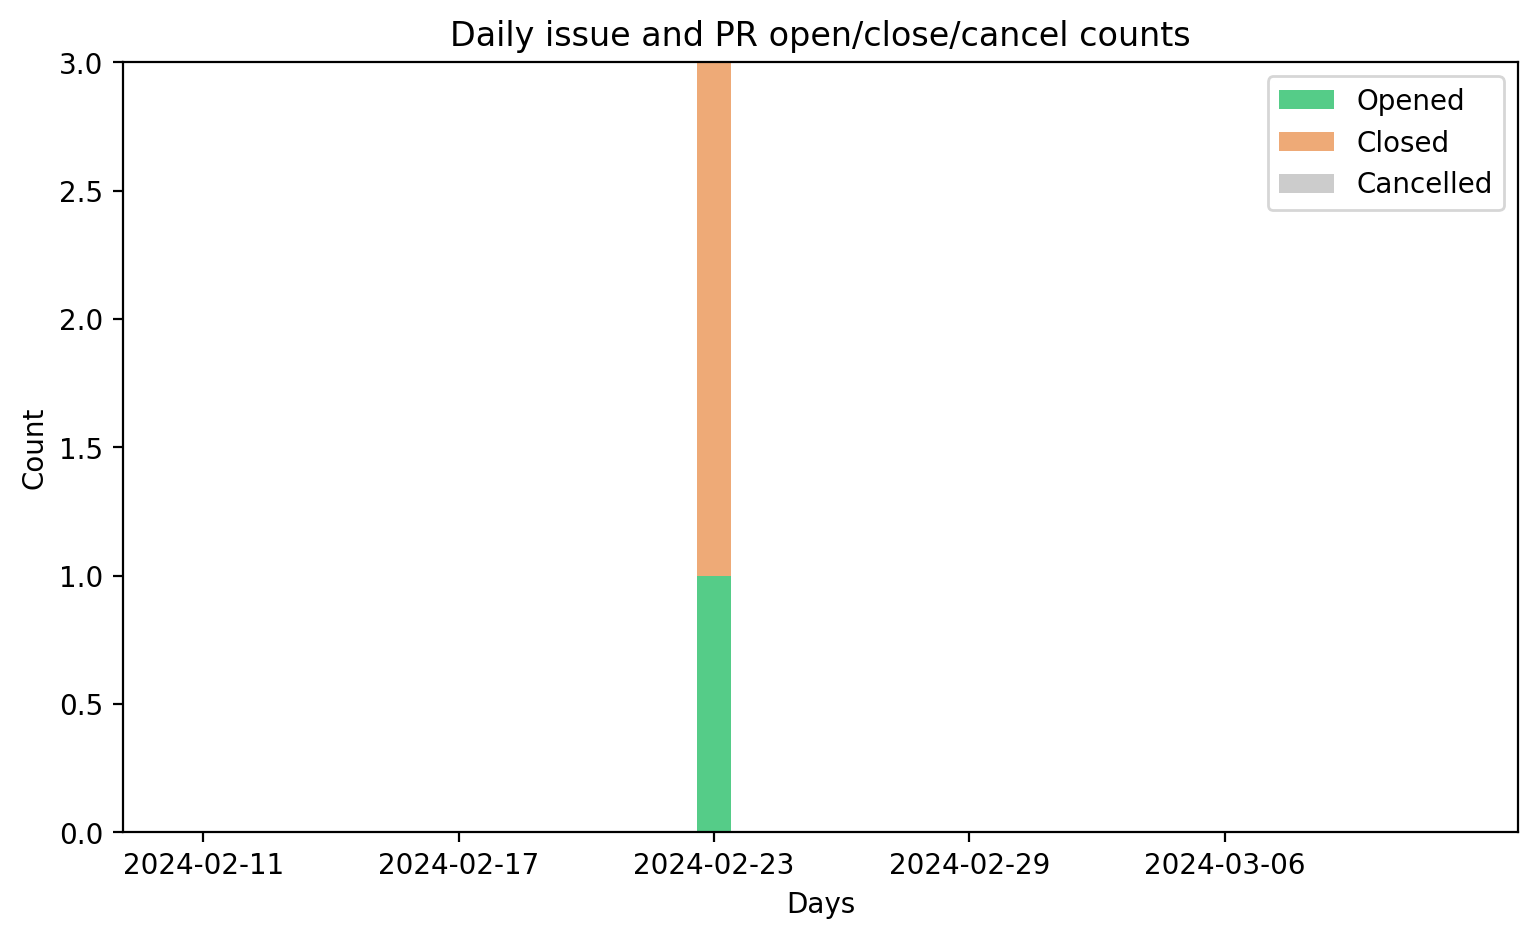 Daily issue and PR open/close/cancel counts
3.0
2.5
2.0
1.5
1.0
0.5
0.0
Count
Opened
Closed
Cancelled
2024-02-11
2024-02-17
2024-02-23
2024-02-29
2024-03-06
Days